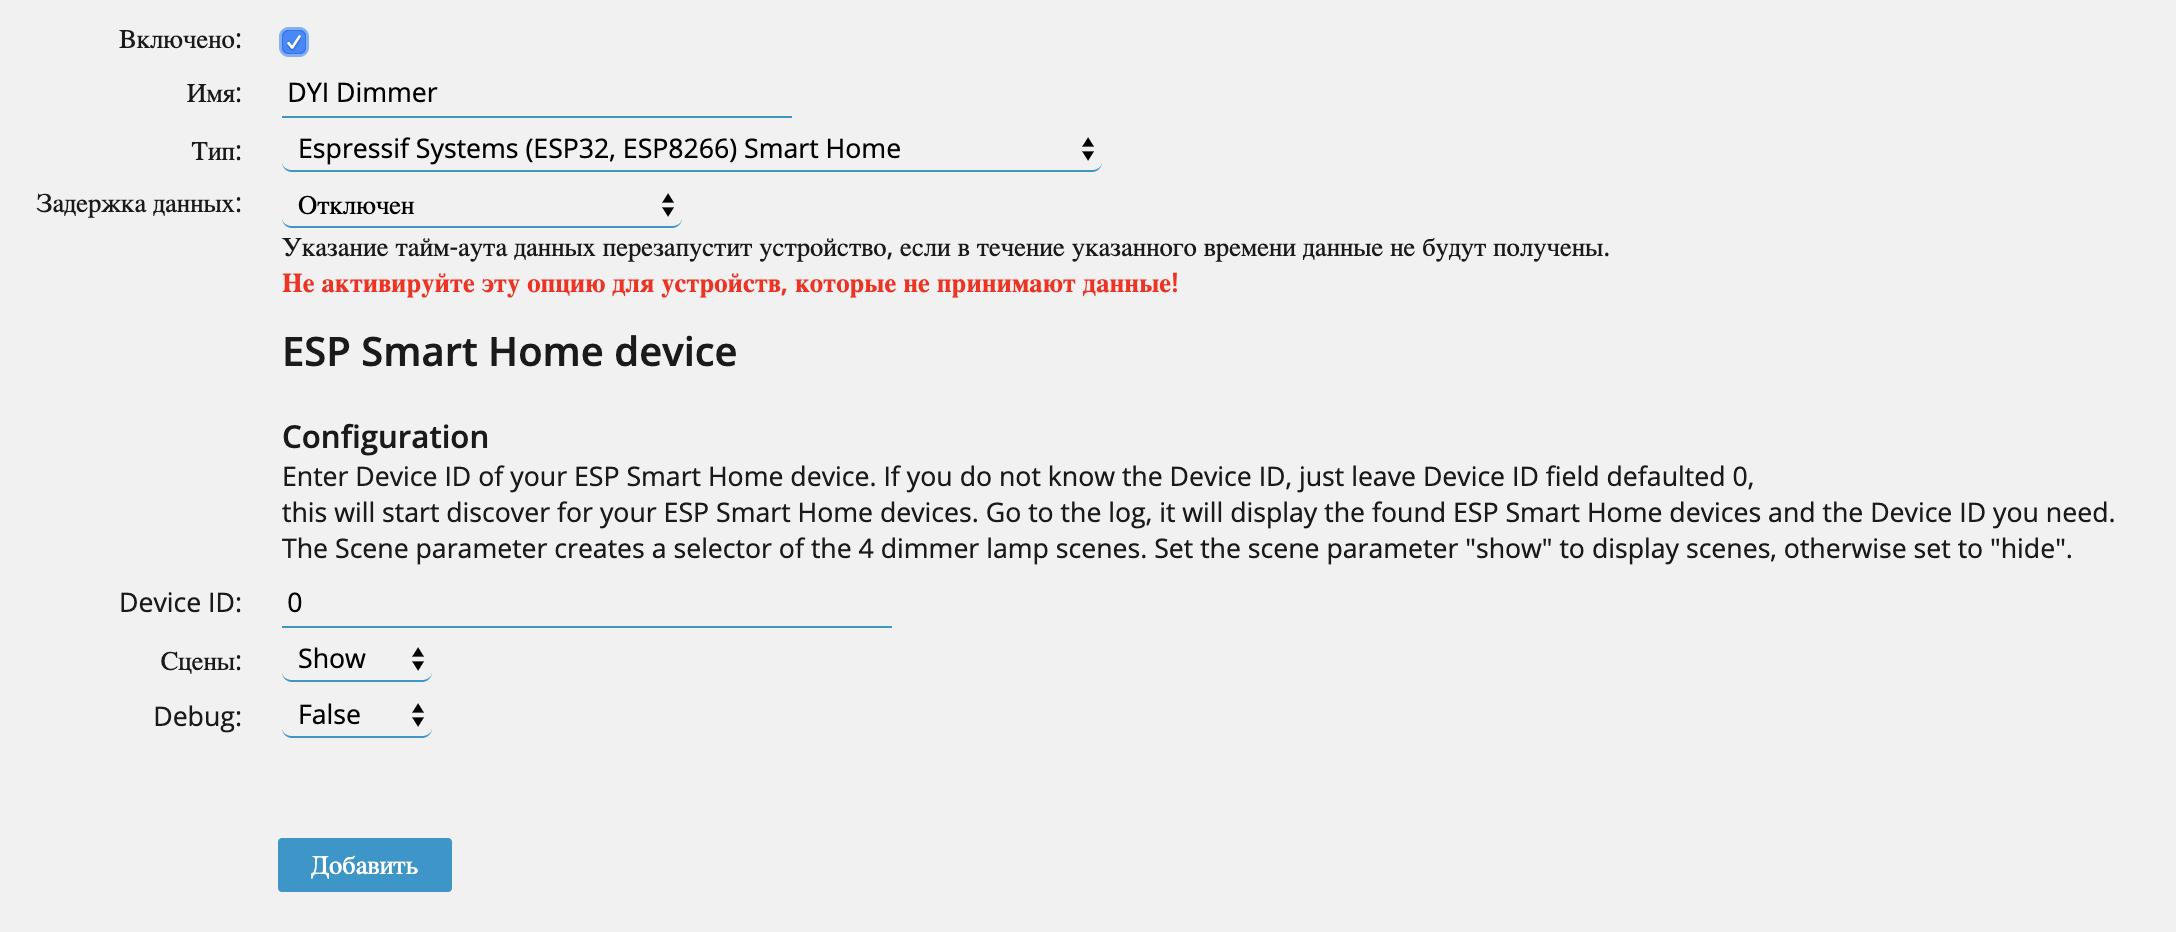 Включено:
Имя: DYI Dimmer
Тип: Espressif Systems (ESP32, ESP8266) Smart Home
Задержка данных: Отключен
Указание тайм-аута данных перезапустит устройство, если в течение указанного времени данные не будут получены.
Не активируйте эту опцию для устройств, которые не принимают данные!
ESP Smart Home device
Configuration
Enter Device ID of your ESP Smart Home device. If you do not know the Device ID, just leave Device ID field defaulted 0,
this will start discover for your ESP Smart Home devices. Go to the log, it will display the found ESP Smart Home devices and the Device ID you need.
The Scene parameter creates a selector of the 4 dimmer lamp scenes. Set the scene parameter "show" to display scenes, otherwise set to "hide".
Device ID: 0
Сцены: Show
Debug: False
Добавить